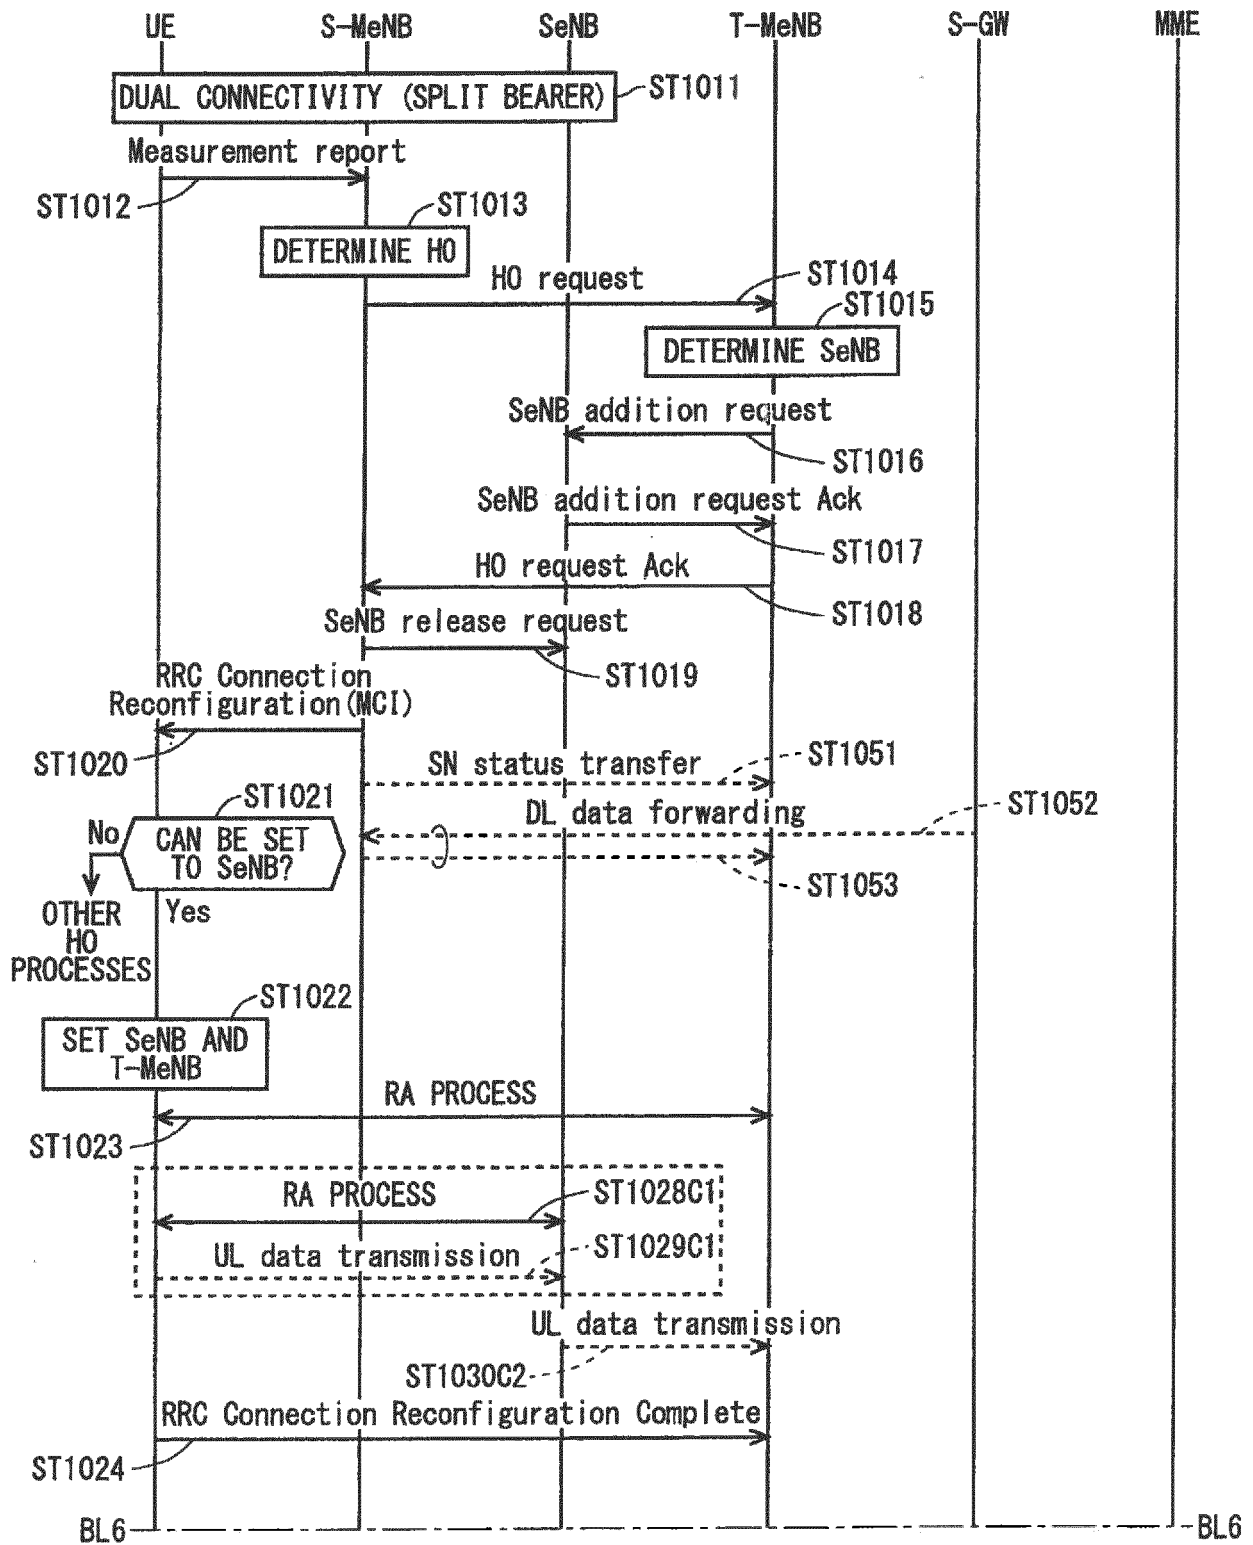 UE S-MeNB SeNB T-MeNB S-GW MME
DUAL CONNECTIVITY (SPLIT BEARER)
ST1011
Measurement report
ST1012
ST1013
DETERMINE HO
HO request
ST1014
ST1015
DETERMINE SeNB
SeNB addition request
ST1016
SeNB addition request Ack
ST1017
HO request Ack
ST1018
SeNB release request
ST1019
RRC Connection
Reconfiguration(MCI)
ST1020
SN status transfer
ST1051
ST1021
DL data forwarding
ST1052
No
CAN BE SET
TO SeNB?
ST1053
Yes
OTHER
HO
PROCESSES
ST1022
SET SeNB AND
T-MeNB
RA PROCESS
ST1023
RA PROCESS
ST1028C1
UL data transmission
ST1029C1
UL data transmission
ST1030C2
RRC Connection Reconfiguration Complete
ST1024
BL6 BL6